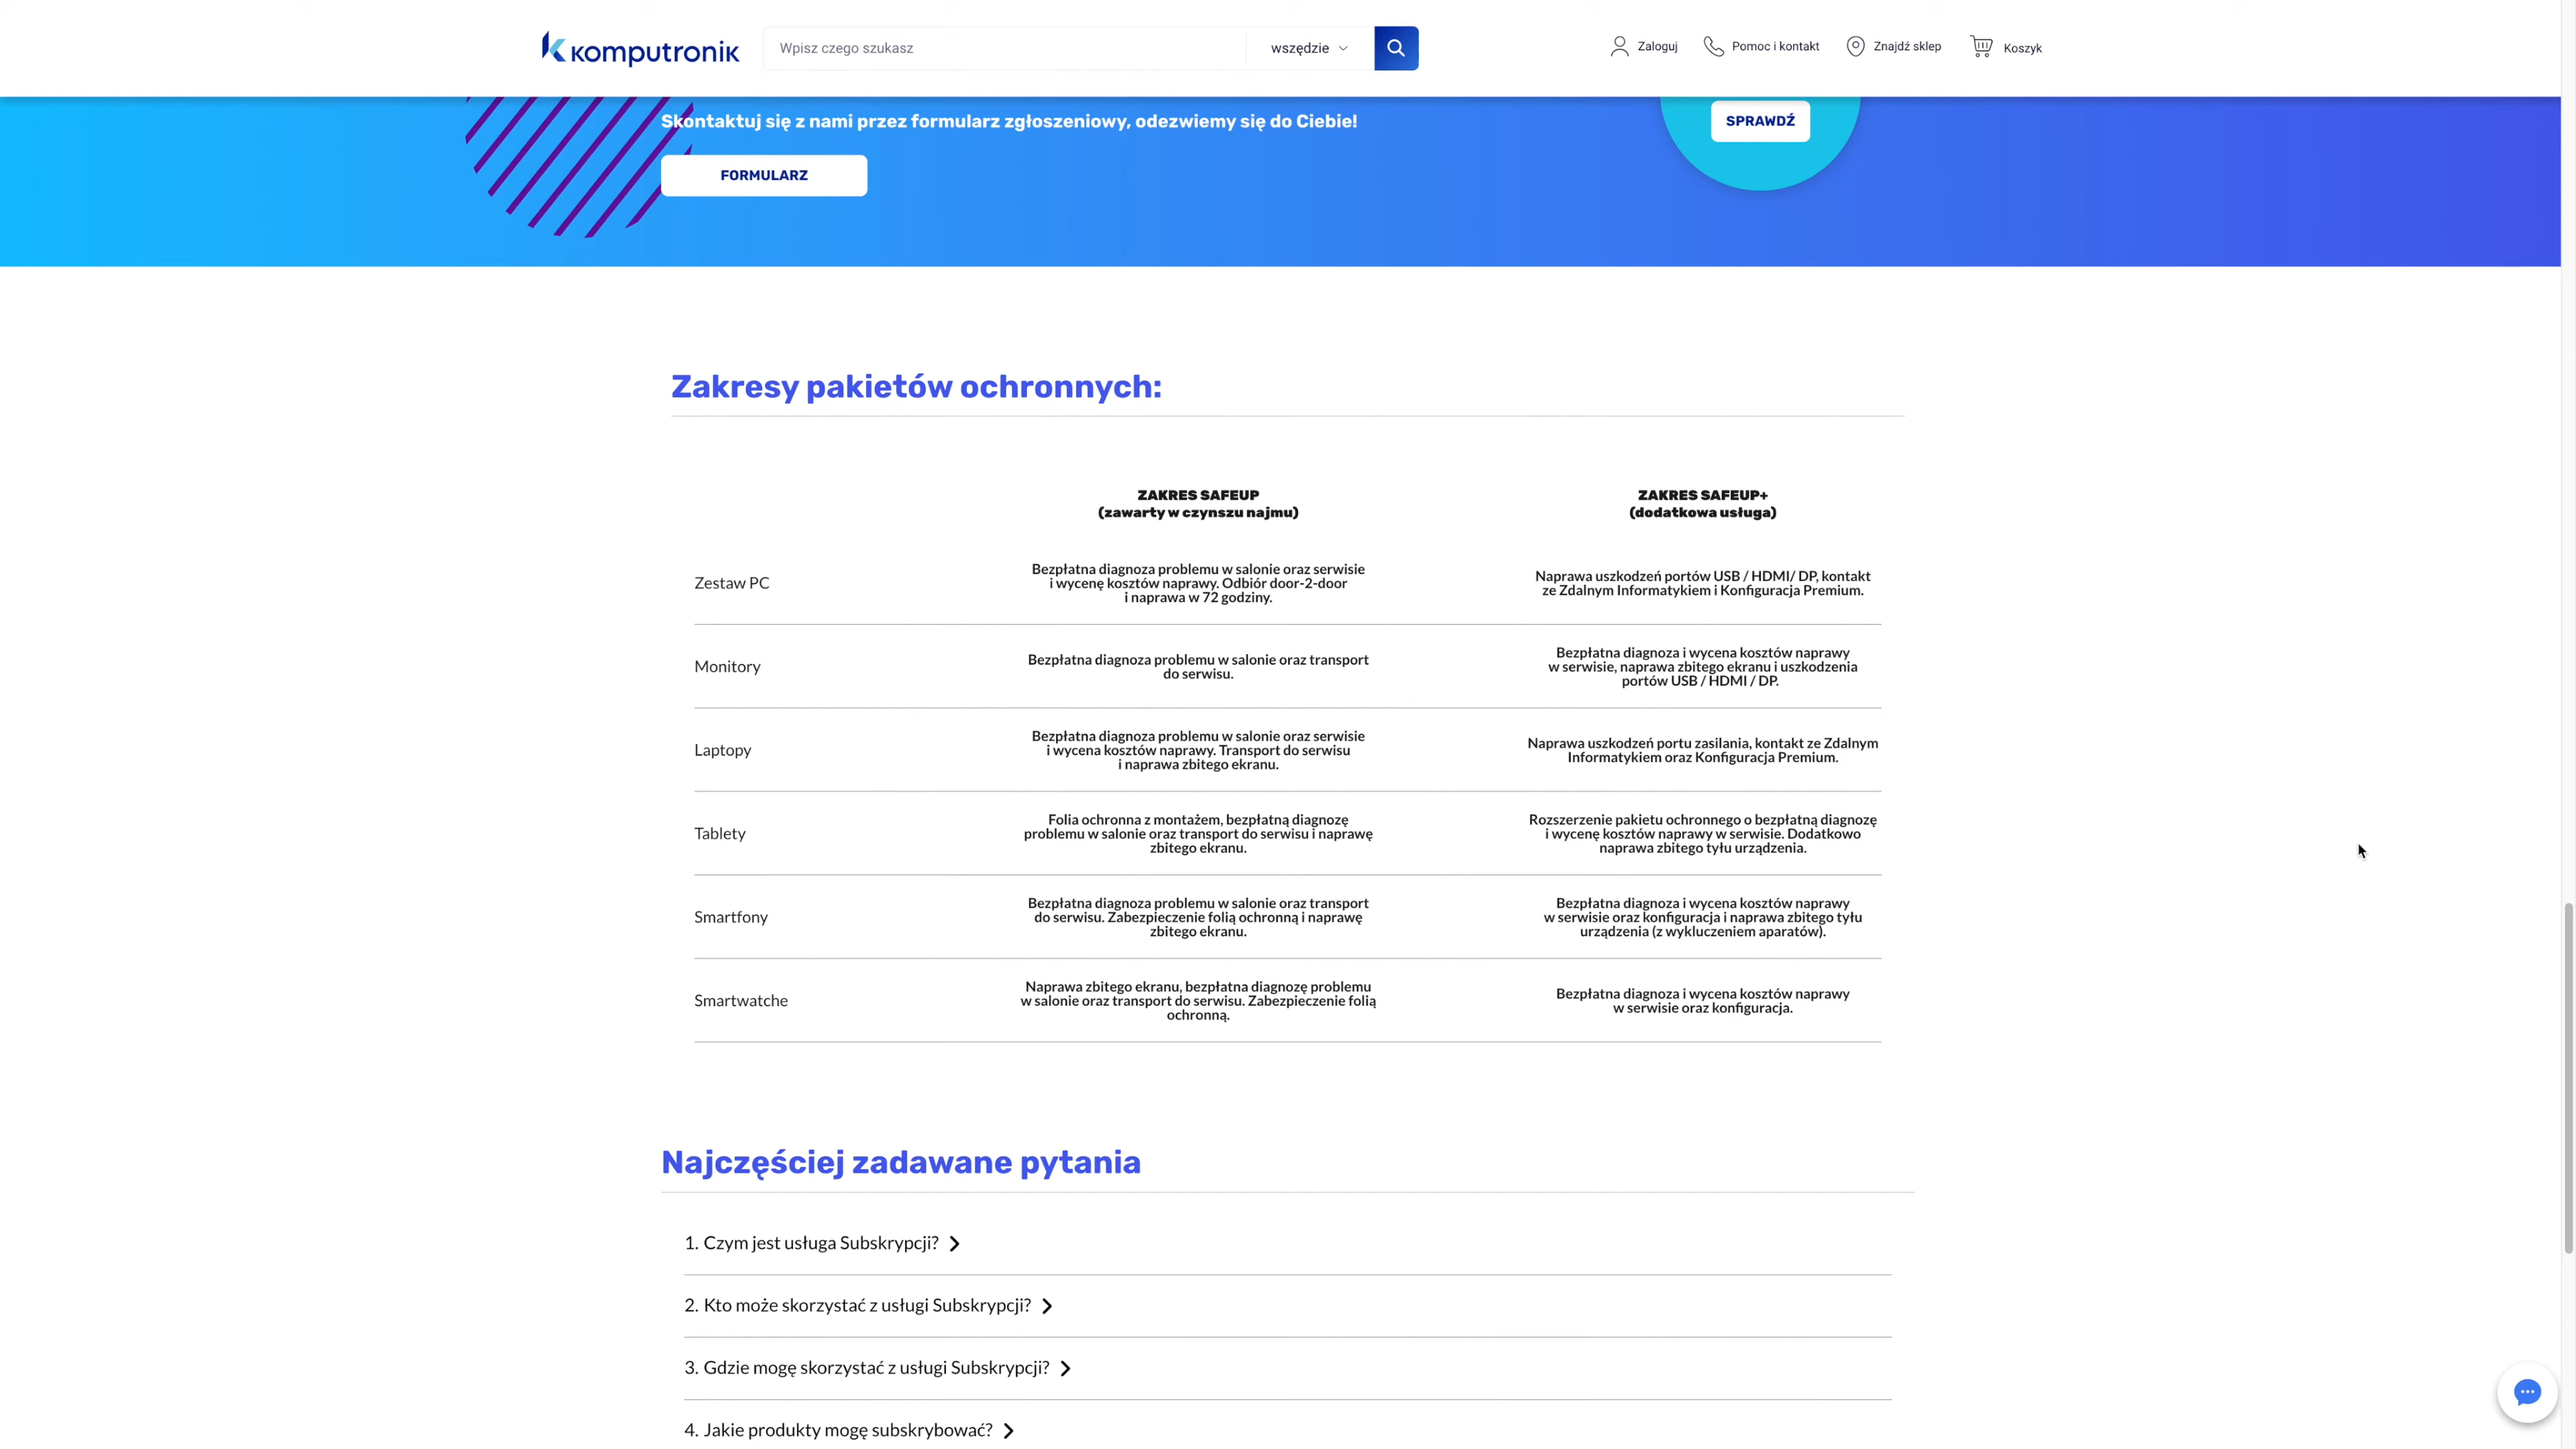 komputronik
Wpisz czego szukasz
wszędzie
Zaloguj
Pomoc i kontakt
Znajdź sklep
Koszyk
Skontaktuj się z nami przez formularz zgłoszeniowy, odezwiemy się do Ciebie!
SPRAWDŹ
FORMULARZ
Zakresy pakietów ochronnych:
ZAKRES SAFEUP
(zawarty w czynszu najmu)
ZAKRES SAFEUP+
(dodatkowa usługa)
Zestaw PC
Bezpłatna diagnoza problemu w salonie oraz serwisie
i wycenę kosztów naprawy. Odbiór door-2-door
i naprawa w 72 godziny.
Naprawa uszkodzeń portów USB / HDMI/ DP, kontakt
ze Zdalnym Informatykiem i Konfiguracja Premium.
Monitory
Bezpłatna diagnoza problemu w salonie oraz transport
do serwisu.
Bezpłatna diagnoza i wycena kosztów naprawy
w serwisie, naprawa zbitego ekranu i uszkodzenia
portów USB / HDMI / DP.
Laptopy
Bezpłatna diagnoza problemu w salonie oraz serwisie
i wycena kosztów naprawy. Transport do serwisu
i naprawa zbitego ekranu.
Naprawa uszkodzeń portu zasilania, kontakt ze Zdalnym
Informatykiem oraz Konfiguracja Premium.
Tablety
Folia ochronna z montażem, bezpłatną diagnozę
problemu w salonie oraz transport do serwisu i naprawę
zbitego ekranu.
Rozszerzenie pakietu ochronnego o bezpłatną diagnozę
i wycenę kosztów naprawy w serwisie. Dodatkowo
naprawa zbitego tyłu urządzenia.
Smartfony
Bezpłatna diagnoza problemu w salonie oraz transport
do serwisu. Zabezpieczenie folią ochronną i naprawę
zbitego ekranu.
Bezpłatna diagnoza i wycena kosztów naprawy
w serwisie oraz konfiguracja i naprawa zbitego tyłu
urządzenia (z wykluczeniem aparatów).
Smartwatche
Naprawa zbitego ekranu, bezpłatna diagnozę problemu
w salonie oraz transport do serwisu. Zabezpieczenie folią
ochronną.
Bezpłatna diagnoza i wycena kosztów naprawy
w serwisie oraz konfiguracja.
Najczęściej zadawane pytania
1. Czym jest usługa Subskrypcji?
2. Kto może skorzystać z usługi Subskrypcji?
3. Gdzie mogę skorzystać z usługi Subskrypcji?
4. Jakie produkty mogę subskrybować?